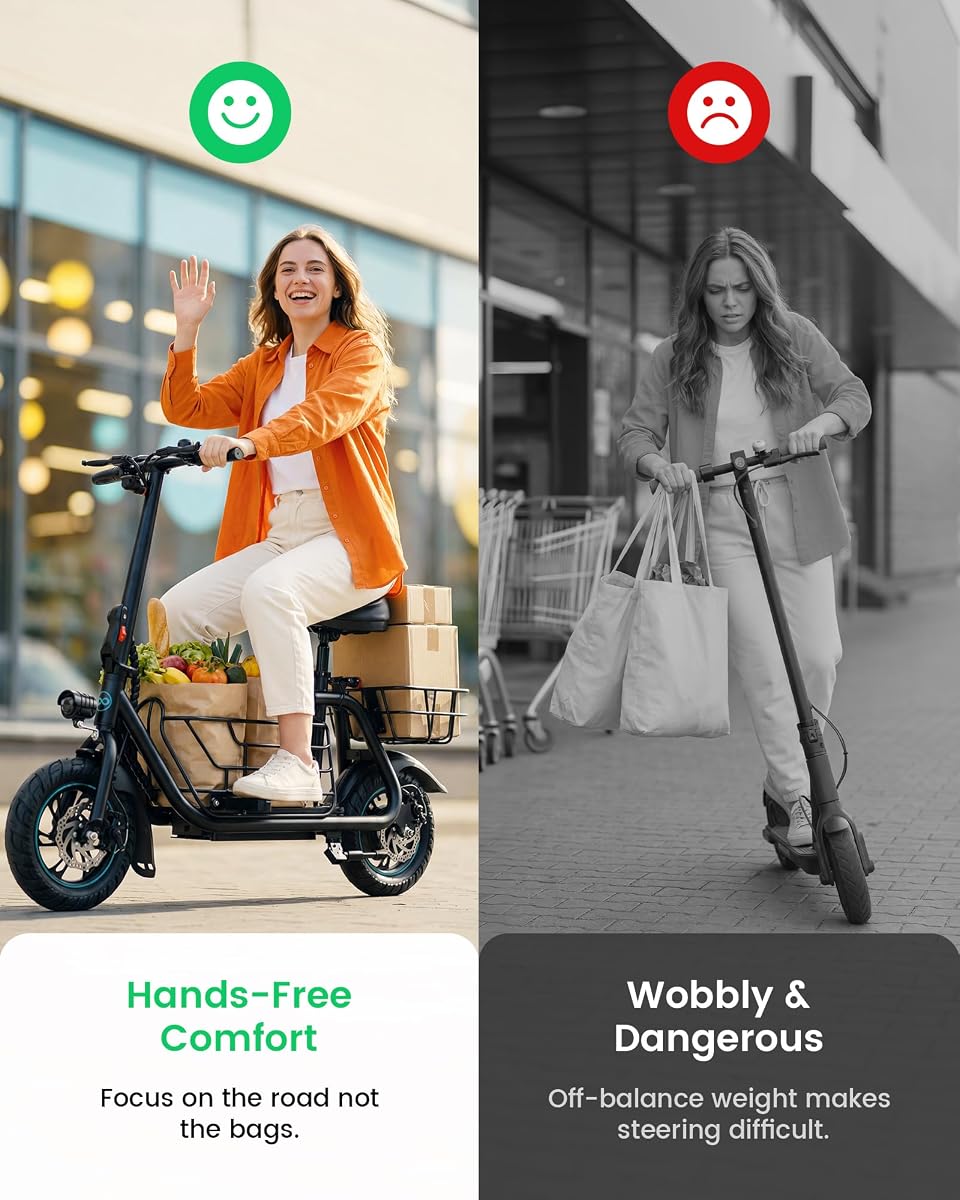 Hands-Free
Comfort
Focus on the road not
the bags.
Wobbly &
Dangerous
Off-balance weight makes
steering difficult.